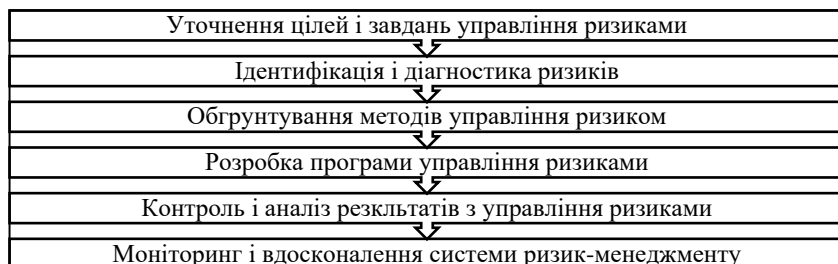 Уточнення цілей і завдань управління ризиками
Ідентифікація і діагностика ризиків
Обгрунтування методів управління ризиком
Розробка програми управління ризиками
Контроль і аналіз резкльтатів з управління ризиками
Моніторинг і вдосконалення системи ризик-менеджменту